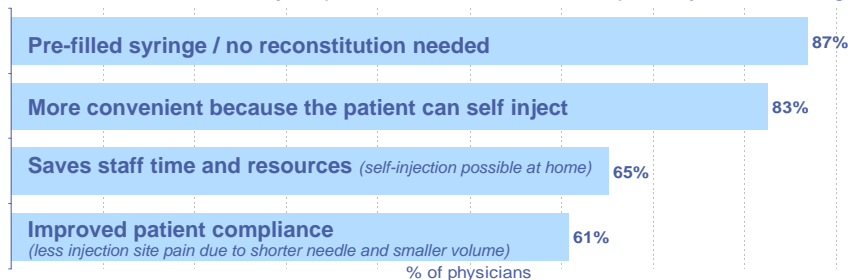 Pre-filled syringe / no reconstitution needed
87%
More convenient because the patient can self inject
83%
Saves staff time and resources (self-injection possible at home)
65%
Improved patient compliance
(less injection site pain due to shorter needle and smaller volume)
61%
% of physicians